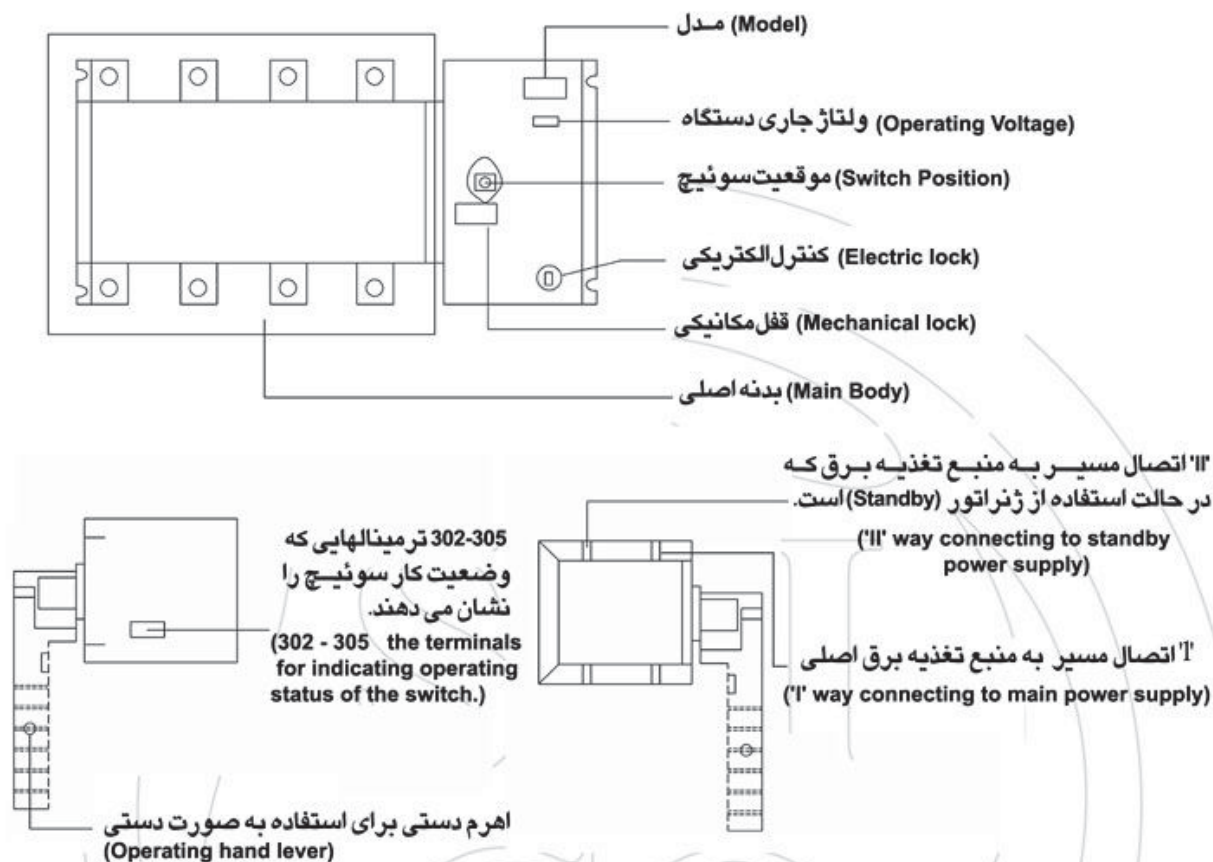 مـدل (Model)
ولتاژ جاری دستگاه (Operating Voltage)
موقعیت سوئیچ (Switch Position)
کنترل الکتریکی (Electric lock)
قفل مکانیکی (Mechanical lock)
بدنه اصلی (Main Body)
302-305 ترمینالهایی که
وضعیت کار سوئیـچ را
نشان می دهند.
(302 - 305 the terminals
for indicating operating
status of the switch.)
اهرم دستی برای استفاده به صورت دستی
(Operating hand lever)
'II' اتصال مسیـــر بـه منبـع تغذیـه بـرق کـه
در حالت استفاده از ژنراتور (Standby) است.
('II' way connecting to standby
power supply)
'I' اتصال مسیر به منبع تغذیه برق اصلی
('I' way connecting to main power supply)